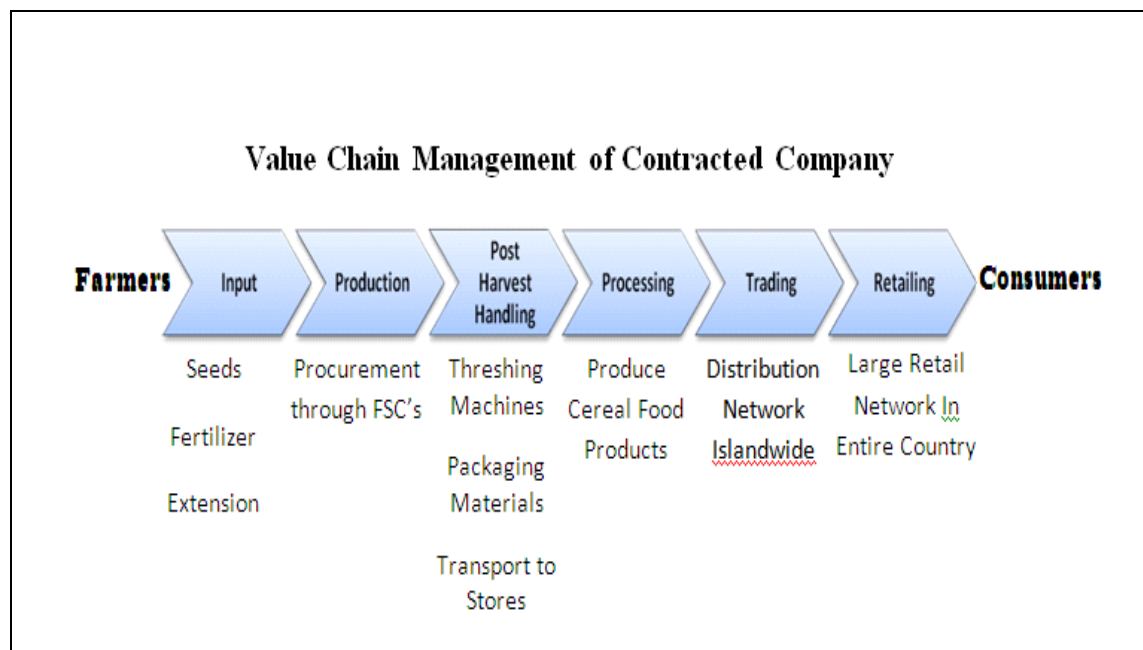 Value Chain Management of Contracted Company
Farmers
Input
Production
Post
Harvest
Handling
Processing
Trading
Retailing
Consumers
Seeds
Fertilizer
Extension
Procurement
through FSC's
Threshing
Machines
Packaging
Materials
Transport to
Stores
Produce
Cereal Food
Products
Distribution
Network
Islandwide
Large Retail
Network In
Entire Country